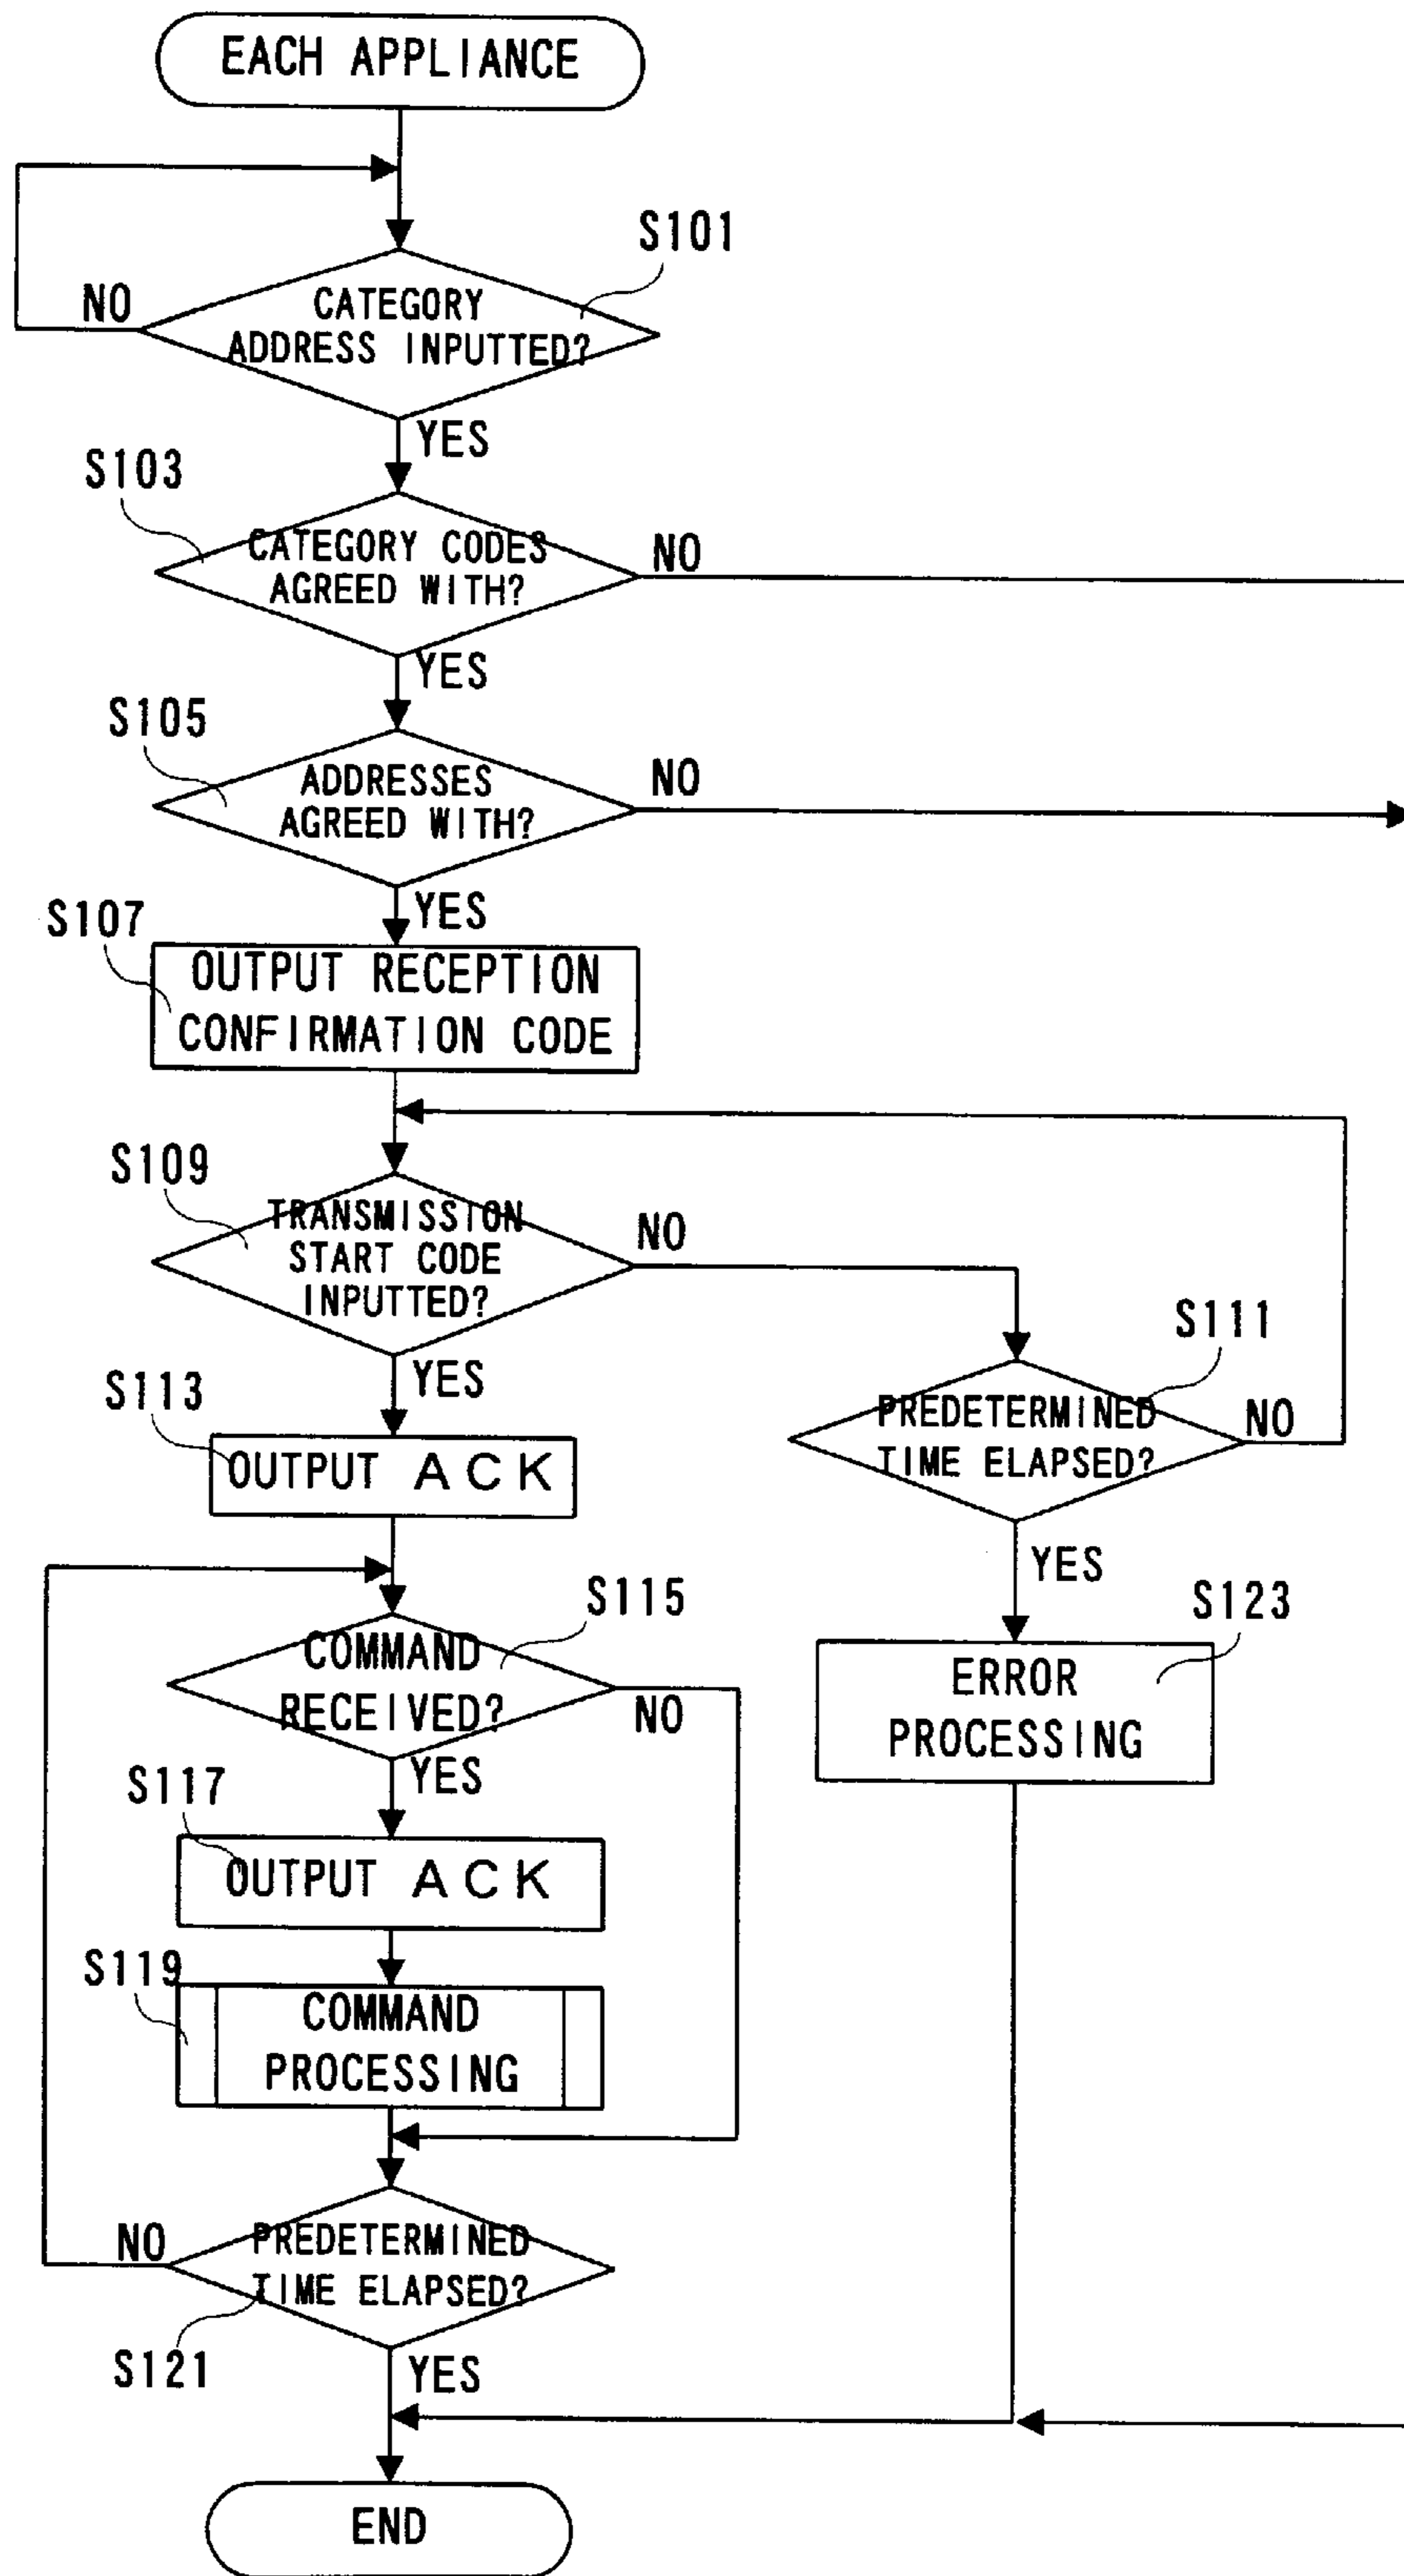 EACH APPLIANCE
S101
NO
CATEGORY
ADDRESS INPUTTED?
YES
S103
CATEGORY CODES
AGREED WITH?
NO
YES
S105
ADDRESSES
AGREED WITH?
NO
YES
S107
OUTPUT RECEPTION
CONFIRMATION CODE
S109
TRANSMISSION
START CODE
INPUTTED?
NO
S111
YES
PREDETERMINED
TIME ELAPSED?
NO
S113
OUTPUT ACK
YES
S123
ERROR
PROCESSING
S115
COMMAND
RECEIVED?
NO
YES
S117
OUTPUT ACK
S119
COMMAND
PROCESSING
NO
PREDETERMINED
TIME ELAPSED?
S121
YES
END